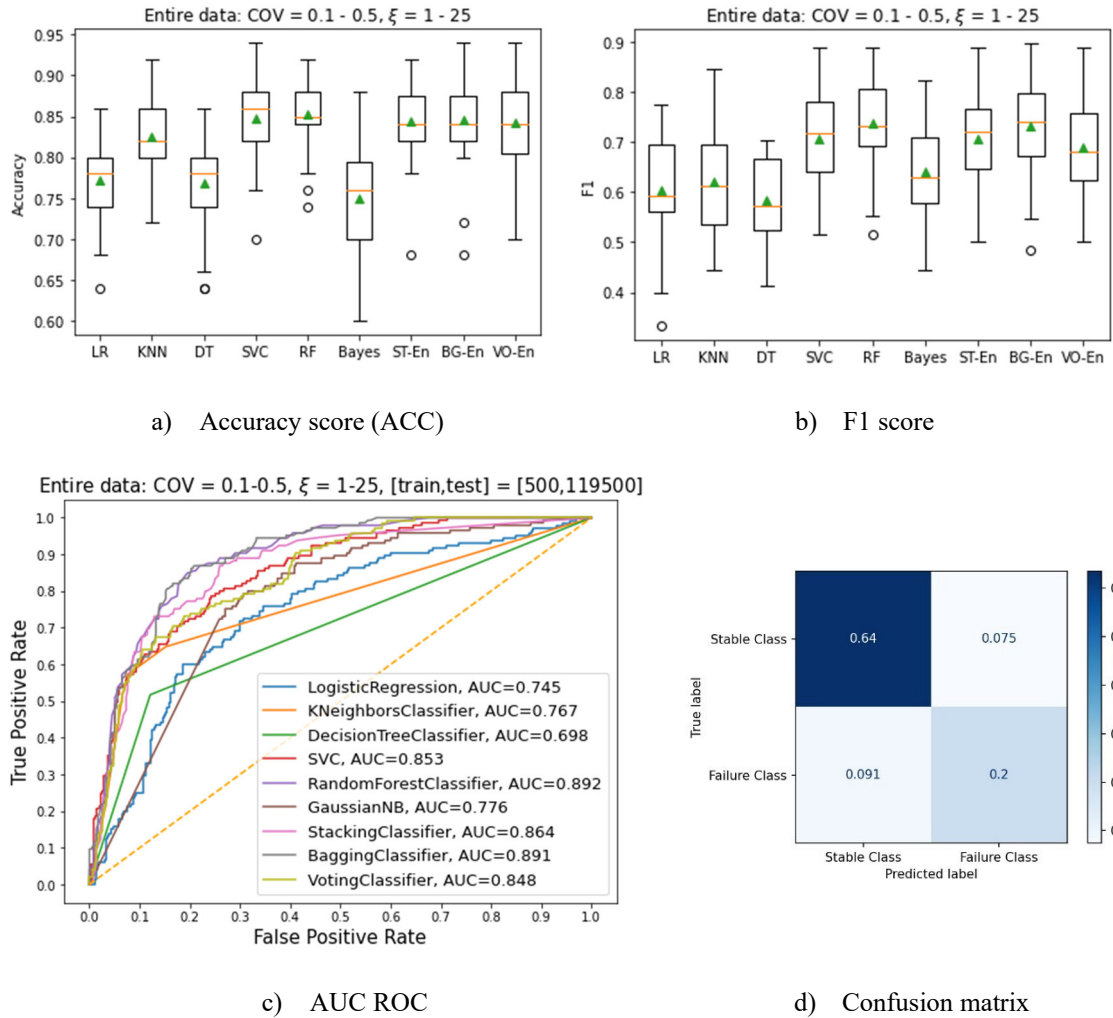 Entire data: COV = 0.1 - 0.5, ξ = 1 - 25
Accuracy
0.95
0.90
0.85
0.80
0.75
0.70
0.65
0.60
LR KNN DT SVC RF Bayes ST-En BG-En VO-En
a) Accuracy score (ACC)
Entire data: COV = 0.1 - 0.5, ξ = 1 - 25
F1
0.9
0.8
0.7
0.6
0.5
0.4
LR KNN DT SVC RF Bayes ST-En BG-En VO-En
b) F1 score
Entire data: COV = 0.1-0.5, ξ = 1-25, [train,test] = [500,119500]
True Positive Rate
1.0
0.9
0.8
0.7
0.6
0.5
0.4
0.3
0.2
0.1
0.0
LogisticRegression, AUC=0.745
KNeighborsClassifier, AUC=0.767
DecisionTreeClassifier, AUC=0.698
SVC, AUC=0.853
RandomForestClassifier, AUC=0.892
GaussianNB, AUC=0.776
StackingClassifier, AUC=0.864
BaggingClassifier, AUC=0.891
VotingClassifier, AUC=0.848
0.0 0.1 0.2 0.3 0.4 0.5 0.6 0.7 0.8 0.9 1.0
False Positive Rate
c) AUC ROC
True label
Stable Class
0.64 0.075
Failure Class
0.091 0.2
Stable Class Failure Class
Predicted label
d) Confusion matrix